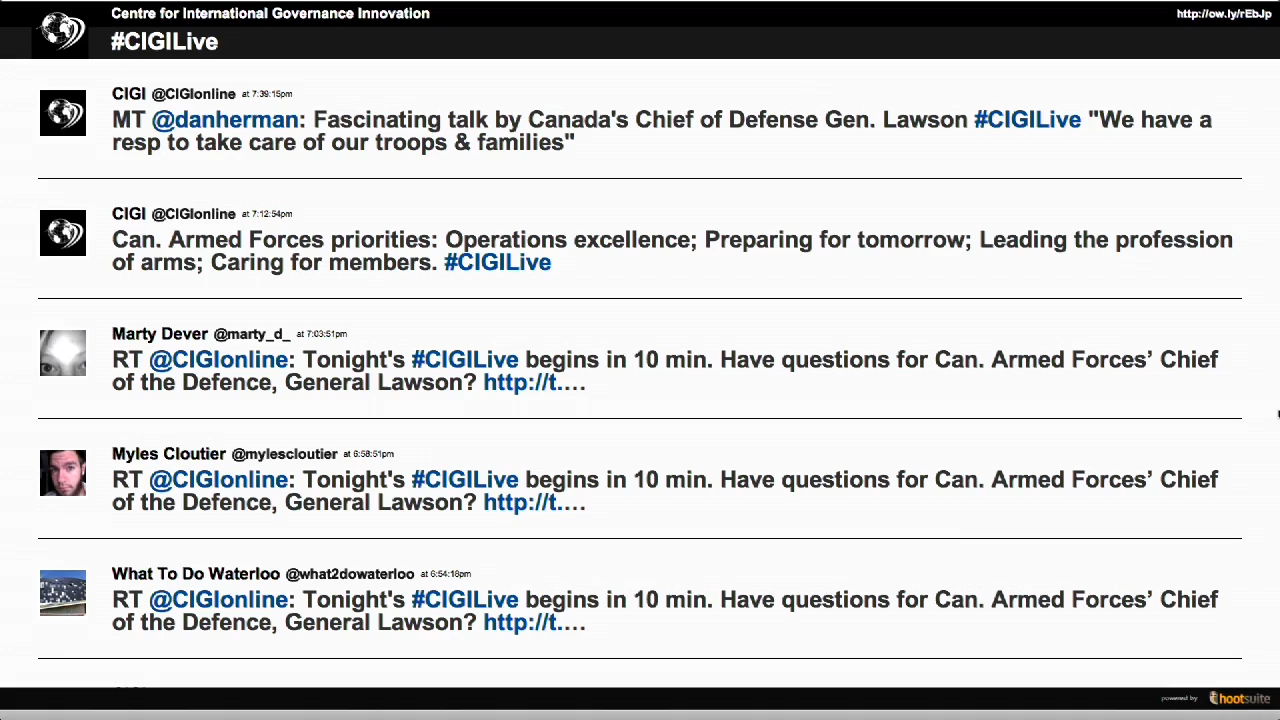 Centre for International Governance Innovation
http://ow.ly/rEbJp
#CIGILive
CIGI @CIGIonline at 7:39:15pm
MT @danherman: Fascinating talk by Canada's Chief of Defense Gen. Lawson #CIGILive "We have a
resp to take care of our troops & families"
CIGI @CIGIonline at 7:12:54pm
Can. Armed Forces priorities: Operations excellence; Preparing for tomorrow; Leading the profession
of arms; Caring for members. #CIGILive
Marty Dever @marty_d_ at 7:03:51pm
RT @CIGIonline: Tonight's #CIGILive begins in 10 min. Have questions for Can. Armed Forces’ Chief
of the Defence, General Lawson? http://t.…
Myles Cloutier @mylescloutier at 6:58:51pm
RT @CIGIonline: Tonight's #CIGILive begins in 10 min. Have questions for Can. Armed Forces’ Chief
of the Defence, General Lawson? http://t.…
What To Do Waterloo @what2dowaterloo at 6:54:18pm
RT @CIGIonline: Tonight's #CIGILive begins in 10 min. Have questions for Can. Armed Forces’ Chief
of the Defence, General Lawson? http://t.…
powered by hootsuite